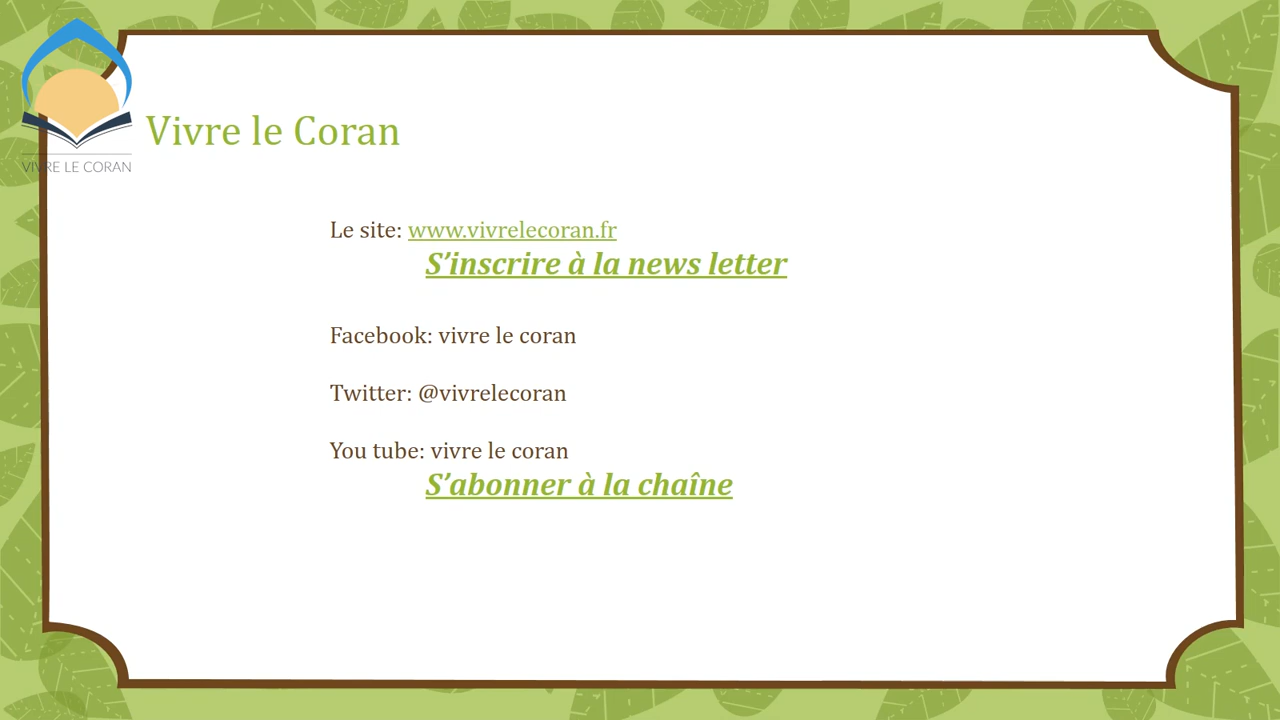 Vivre le Coran
VIVRE LE CORAN
Le site: www.vivrelecoran.fr
S’inscrire à la news letter
Facebook: vivre le coran
Twitter: @vivrelecoran
You tube: vivre le coran
S’abonner à la chaîne